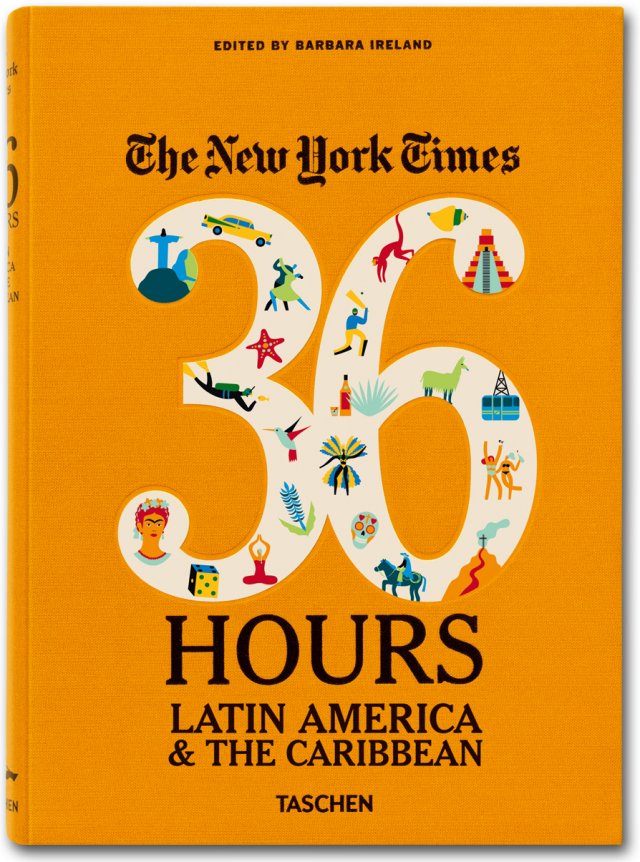 EDITED BY BARBARA IRELAND
The New York Times
36
HOURS
LATIN AMERICA
& THE CARIBBEAN
TASCHEN